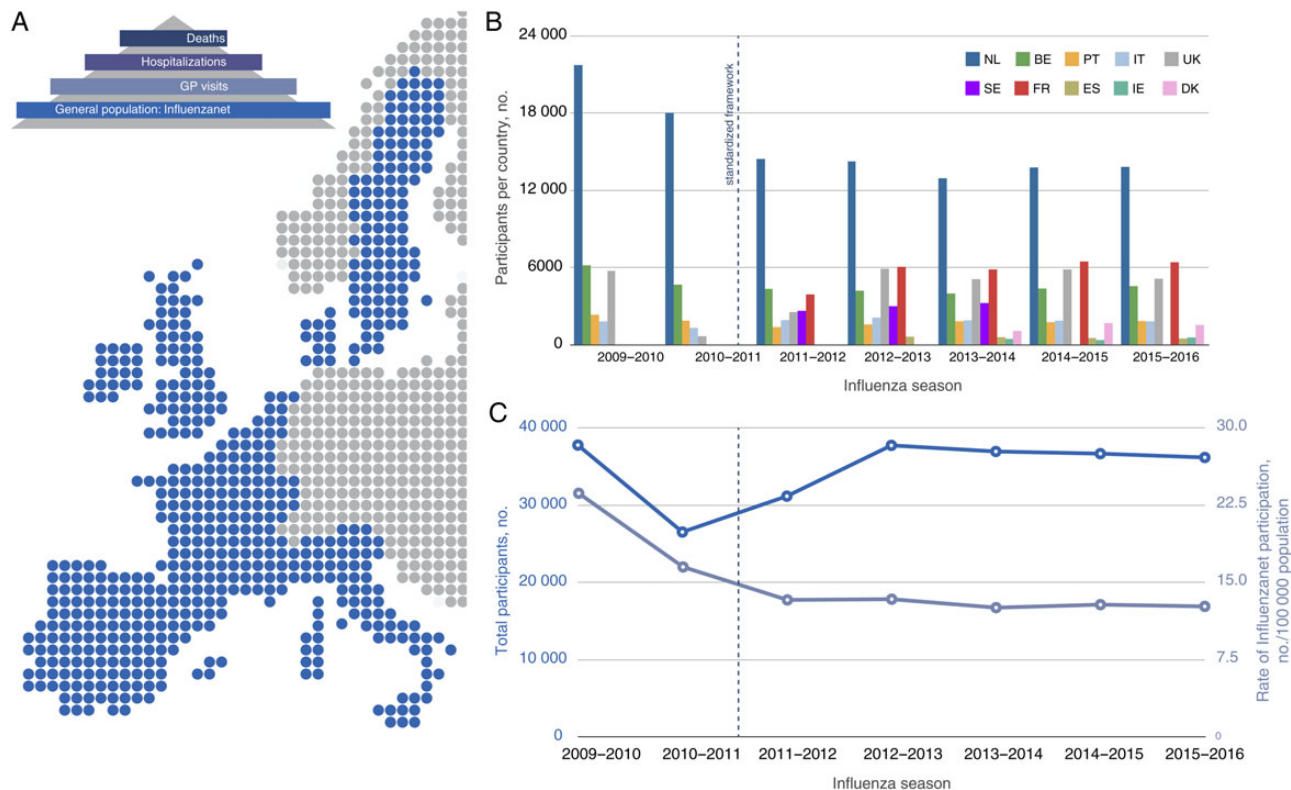 A
Deaths
Hospitalizations
GP visits
General population: Influenzanet
B
Participants per country, no.
24 000
18 000
12 000
6000
0
standardized framework
NL BE PT IT UK
SE FR ES IE DK
2009–2010 2010–2011 2011–2012 2012–2013 2013–2014 2014–2015 2015–2016
Influenza season
C
Total participants, no.
40 000
30 000
20 000
10 000
0
30.0
22.5
15.0
7.5
0
Rate of Influenzanet participation,
no./100 000 population
2009–2010 2010–2011 2011–2012 2012–2013 2013–2014 2014–2015 2015–2016
Influenza season